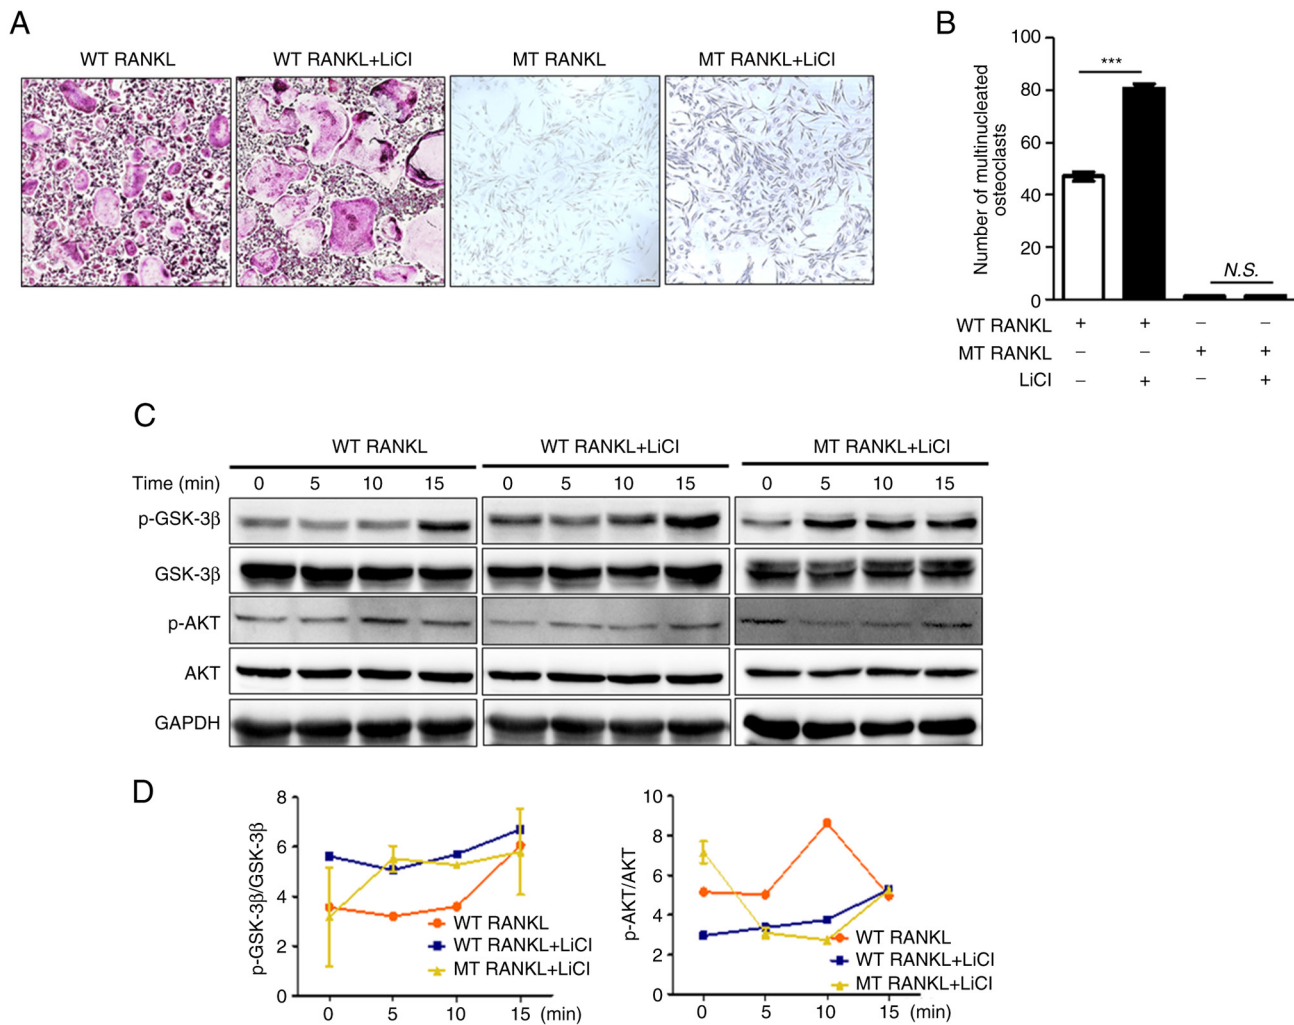 A
WT RANKL
WT RANKL+LiCl
MT RANKL
MT RANKL+LiCl
B
Number of multinucleated
osteoclasts
100
80
60
40
20
0
***
N.S.
WT RANKL + + – –
MT RANKL – – + +
LiCl – + – +
C
WT RANKL
WT RANKL+LiCl
MT RANKL+LiCl
Time (min) 0 5 10 15 0 5 10 15 0 5 10 15
p-GSK-3β
GSK-3β
p-AKT
AKT
GAPDH
D
p-GSK-3β/GSK-3β
8
6
4
2
0
0 5 10 15 (min)
WT RANKL
WT RANKL+LiCl
MT RANKL+LiCl
p-AKT/AKT
10
8
6
4
2
0
0 5 10 15 (min)
WT RANKL
WT RANKL+LiCl
MT RANKL+LiCl